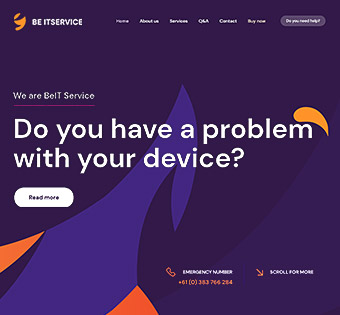 BE ITSERVICE
Home About us Services Q&A Contact Buy now Do you need help?
We are BeIT Service
Do you have a problem
with your device?
Read more
EMERGENCY NUMBER
+61 (0) 383 766 284
SCROLL FOR MORE